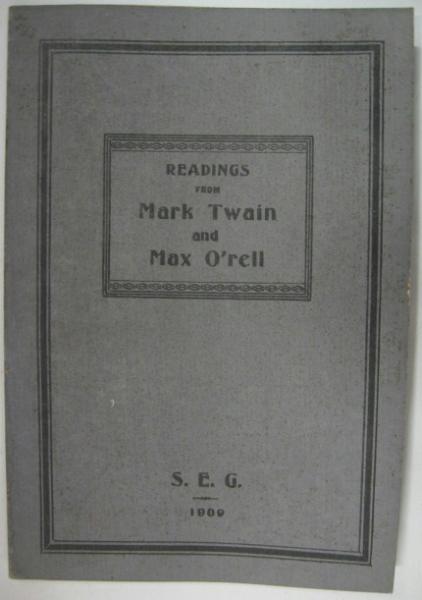 READINGS
FROM
Mark Twain
and
Max O'rell
S. E. G.
1909